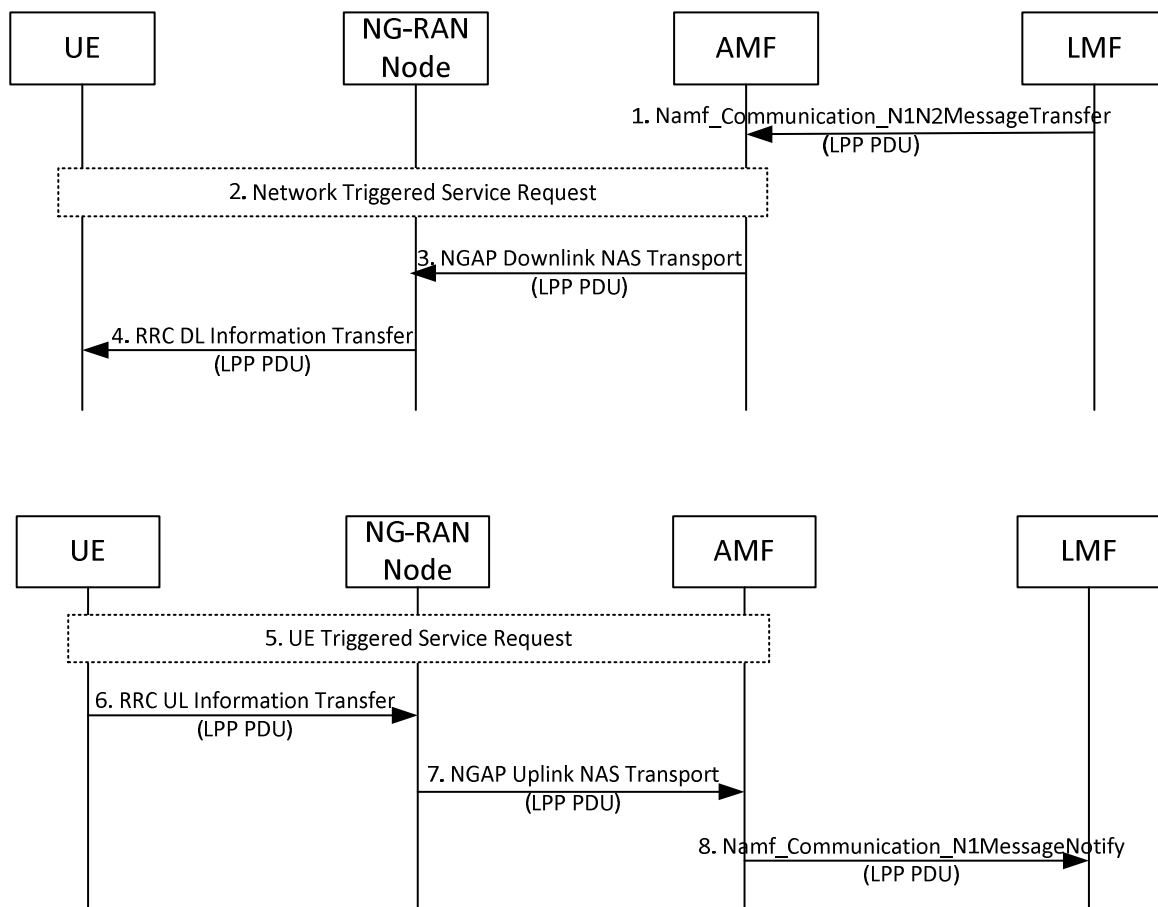 UE
NG-RAN
Node
AMF
LMF
1. Namf_Communication_N1N2MessageTransfer
(LPP PDU)
2. Network Triggered Service Request
3. NGAP Downlink NAS Transport
(LPP PDU)
4. RRC DL Information Transfer
(LPP PDU)
UE
NG-RAN
Node
AMF
LMF
5. UE Triggered Service Request
6. RRC UL Information Transfer
(LPP PDU)
7. NGAP Uplink NAS Transport
(LPP PDU)
8. Namf_Communication_N1MessageNotify
(LPP PDU)